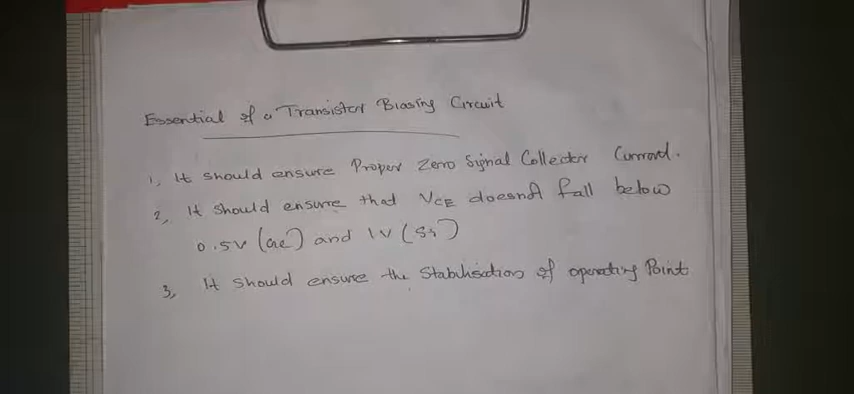 Essential of a Transistor Biasing Circuit
1, It should ensure Proper Zero Signal Collector Current.
2, It should ensure that VCE doesnot fall below
0.5V (Ge) and 1V (Si)
3, It should ensure the Stabilisation of operating Point